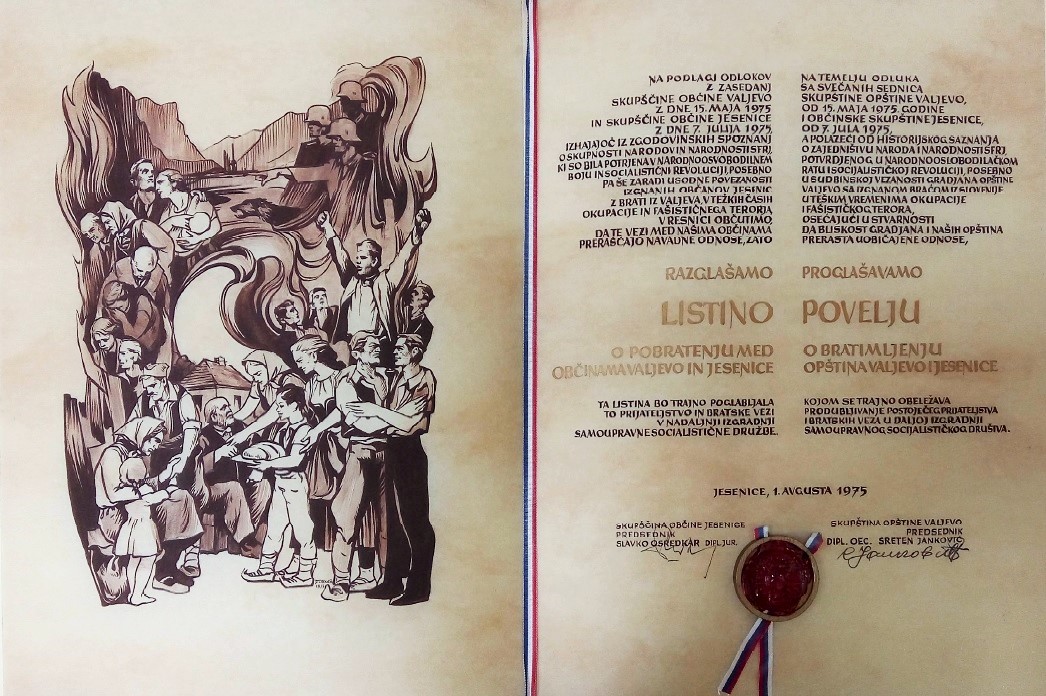 NA PODLAGI ODLOKOV
Z ZASEDANJ
SKUPŠČINE OBČINE VALJEVO
Z DNE 15. MAJA 1975
IN SKUPŠČINE OBČINE JESENICE
Z DNE 7. JULIJA 1975,
IZHAJAJOČ IZ ZGODOVINSKIH SPOZNANJ
O SKUPNOSTI NARODOV IN NARODNOSTI SFRJ,
KI SO BILA POTRJENA V NARODNOOSVOBODILNEM
BOJU IN SOCIALISTIČNI REVOLUCIJI, POSEBNO
PA ŠE ZARADI USODNE POVEZANOSTI
IZGNANIH OBČANOV JESENIC
Z BRATI IZ VALJEVA, V TEŽKIH ČASIH
OKUPACIJE IN FAŠISTIČNEGA TERORJA
V RESNICI OBČUTIMO,
DA TE VEZI MED NAŠIMA OBČINAMA
PRERAŠČAJO NAVADNE ODNOSE, ZATO
RAZGLAŠAMO
LISTINO
O POBRATENJU MED
OBČINAMA VALJEVO IN JESENICE
TA LISTINA BO TRAJNO POGLABLJALA
TO PRIJATELJSTVO IN BRATSKE VEZI
V NADALJNJI IZGRADNJI
SAMOUPRAVNE SOCIALISTIČNE DRUŽBE.
NA TEMELJU ODLUKA
SA SVEČANIH SEDNICA
SKUPŠTINE OPŠTINE VALJEVO,
OD 15. MAJA 1975. GODINE
I OBČINSKE SKUPŠTINE JESENICE,
OD 7. JULA 1975,
A POLAZEĆI OD HISTORIJSKOG SAZNANJA
O ZAJEDNIŠTVU NARODA I NARODNOSTI SFRJ,
POTVRDJENOG U NARODNOOSLOBODILAČKOM
RATU I SOCIJALISTIČKOJ REVOLUCIJI, POSEBNO
U SUDBINSKOJ VEZANOSTI GRADJANA OPŠTINE
VALJEVO SA IZGNANOM BRAĆOM IZ SLOVENIJE
U TEŠKIM VREMENIMA OKUPACIJE
I FAŠISTIČKOG TERORA,
OSEĆAJUĆI U STVARNOSTI
DA BLISKOST GRADJANA I NAŠIH OPŠTINA
PRERASTA UOBIČAJENE ODNOSE,
PROGLAŠAVAMO
POVELJU
O BRATIMLJENJU
OPŠTINA VALJEVO I JESENICE
KOJOM SE TRAJNO OBELEŽAVA
PRODUBLJIVANJE POSTOJEĆEG PRIJATELJSTVA
I BRATSKIH VEZA U DALJOJ IZGRADNJI
SAMOUPRAVNOG SOCIJALISTIČKOG DRUŠTVA.
JESENICE, 1. AVGUSTA 1975
SKUPŠČINA OBČINE JESENICE
PREDSEDNIK
SLAVKO OSREDKAR DIPL. JUR.
SKUPŠTINA OPŠTINE VALJEVO
PREDSEDNIK
DIPL. OEC. SRETEN JANKOVIĆ